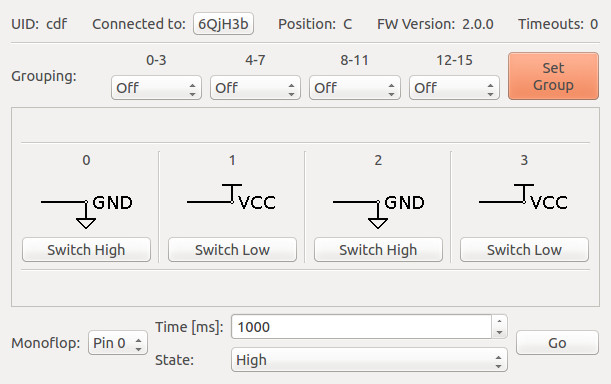 UID: cdf Connected to: 6QjH3b Position: C FW Version: 2.0.0 Timeouts: 0
0-3 4-7 8-11 12-15
Grouping: Off Off Off Off Set Group
0 1 2 3
GND VCC GND VCC
Switch High Switch Low Switch High Switch Low
Time [ms]: 1000
Monoflop: Pin 0 Go
State: High